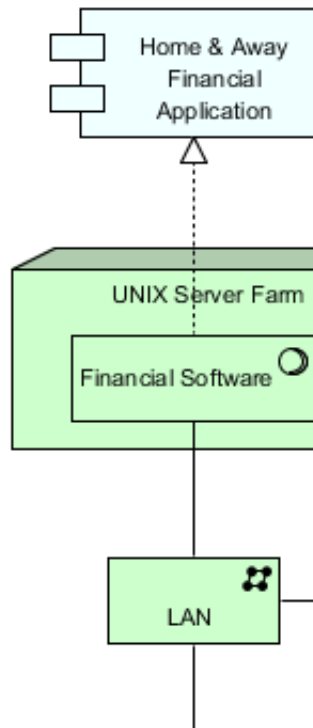 Home & Away
Financial
Application
UNIX Server Farm
Financial Software
LAN